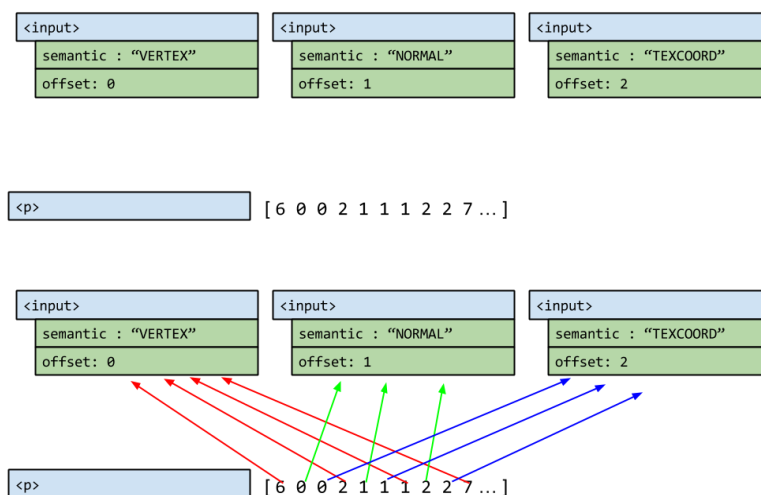 <input> <input> <input>
semantic : “VERTEX” semantic : “NORMAL” semantic : “TEXCOORD”
offset: 0 offset: 1 offset: 2
<p> [6 0 0 2 1 1 1 2 2 7 …]
<input> <input> <input>
semantic : “VERTEX” semantic : “NORMAL” semantic : “TEXCOORD”
offset: 0 offset: 1 offset: 2
<p> [6 0 0 2 1 1 1 2 2 7 …]